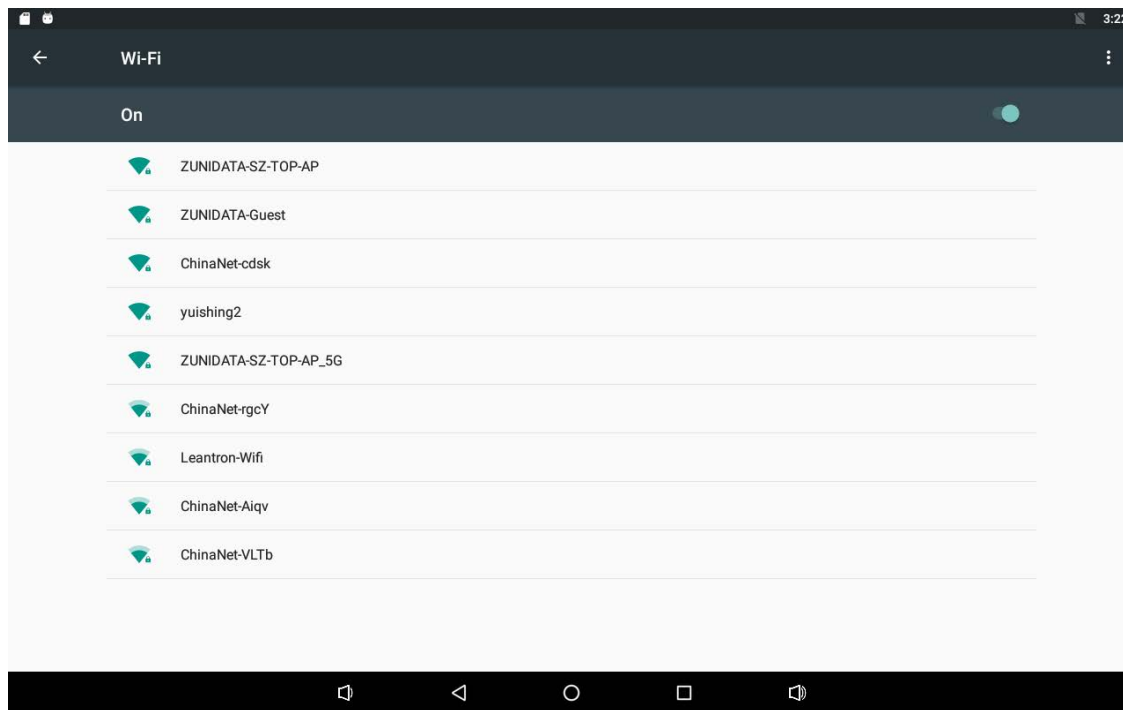 Wi-Fi
On
ZUNIDATA-SZ-TOP-AP
ZUNIDATA-Guest
ChinaNet-cdsk
yuishing2
ZUNIDATA-SZ-TOP-AP_5G
ChinaNet-rgcY
Leantron-Wifi
ChinaNet-Aiqv
ChinaNet-VLTb